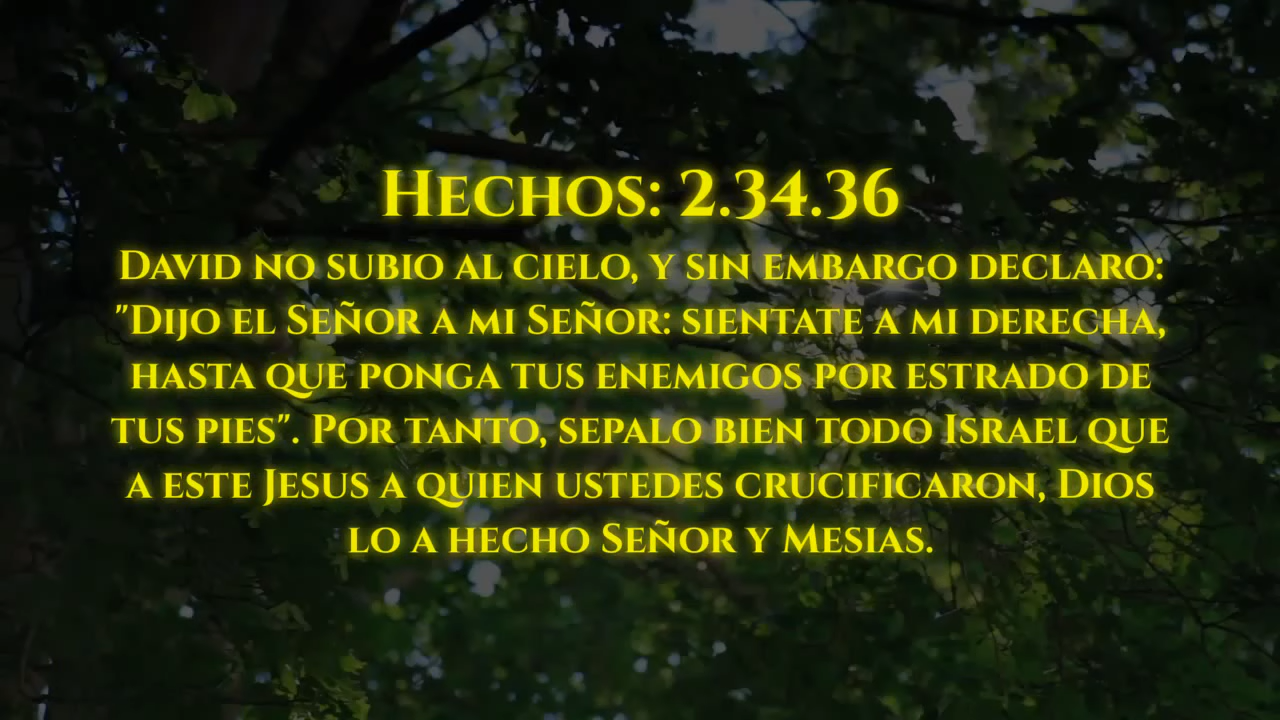 Hechos: 2.34.36
David no subio al cielo, y sin embargo declaro:
"Dijo el Señor a mi Señor: sientate a mi derecha,
hasta que ponga tus enemigos por estrado de
tus pies". Por tanto, sepalo bien todo Israel que
a este Jesus a quien ustedes crucificaron, Dios
lo a hecho Señor y Mesias.